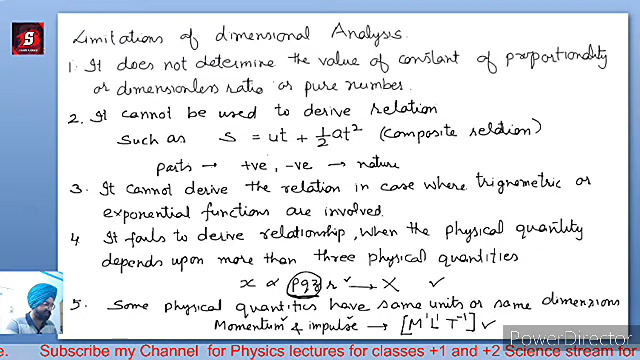 S
Limitations of dimensional Analysis.
1. It does not determine the value of constant of proportionality
or dimensionless ratio or pure number.
2. It cannot be used to derive relation
Such as S = ut + 1/2 at² (Composite relation)
parts → +ve, -ve → nature
3. It cannot derive the relation in case where trignometric or
exponential functions are involved.
4 It fails to derive relationship, when the physical quantity
depends upon more than three physical quantities
x ∝ pqz r → X ✓
5. Some physical quantities have same units or same dimensions
Momentum & impulse → [M¹L¹T⁻¹] ✓
PowerDirector
e. Subscribe my Channel for Physics lectures for classes +1 and +2 Science stream for